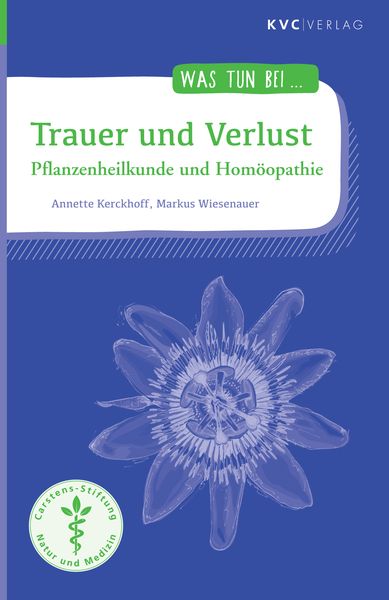 KVC|VERLAG
WAS TUN BEI ...
Trauer und Verlust
Pflanzenheilkunde und Homöopathie
Annette Kerckhoff, Markus Wiesenauer
Carstens-Stiftung
Natur und Medizin